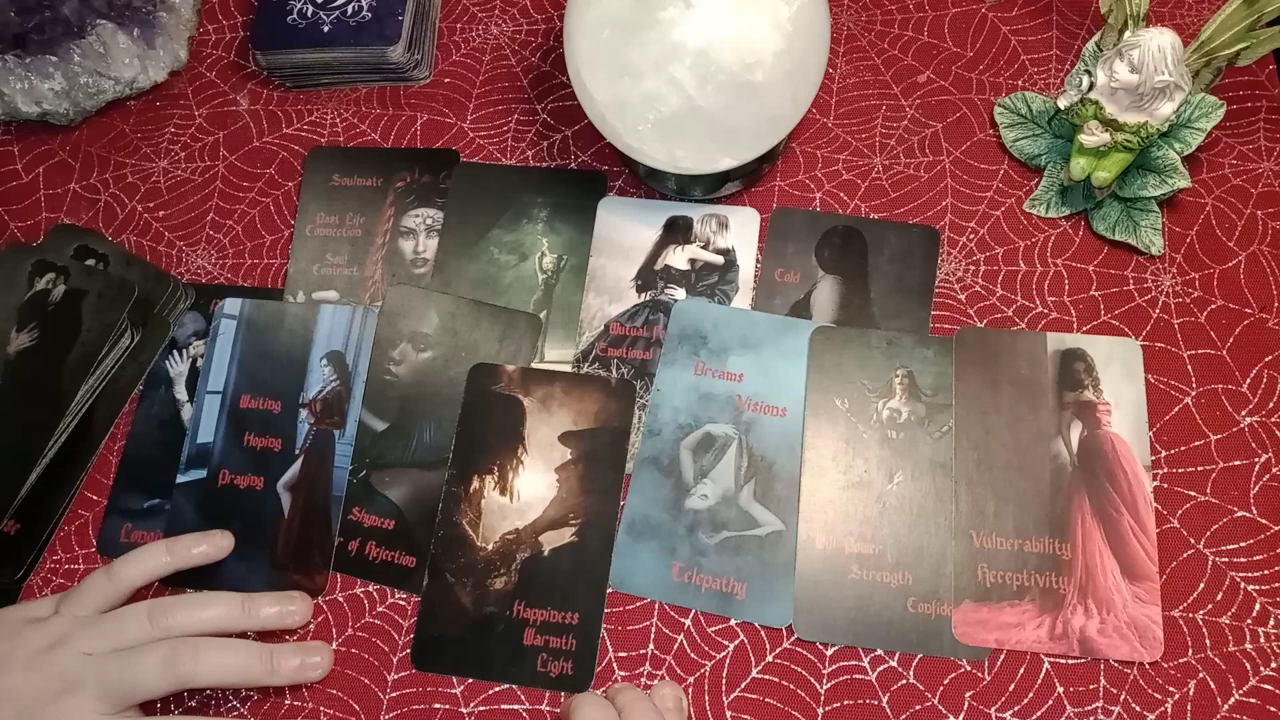 Soulmate
Past Life
Connection
Soul
Contract
Mutual
Emotional
Cold
Waiting
Hoping
Praying
Shyness
of Rejection
Happiness
Warmth
Light
Dreams
Visions
Telepathy
Will Power
Strength
Vulnerability
Receptivity